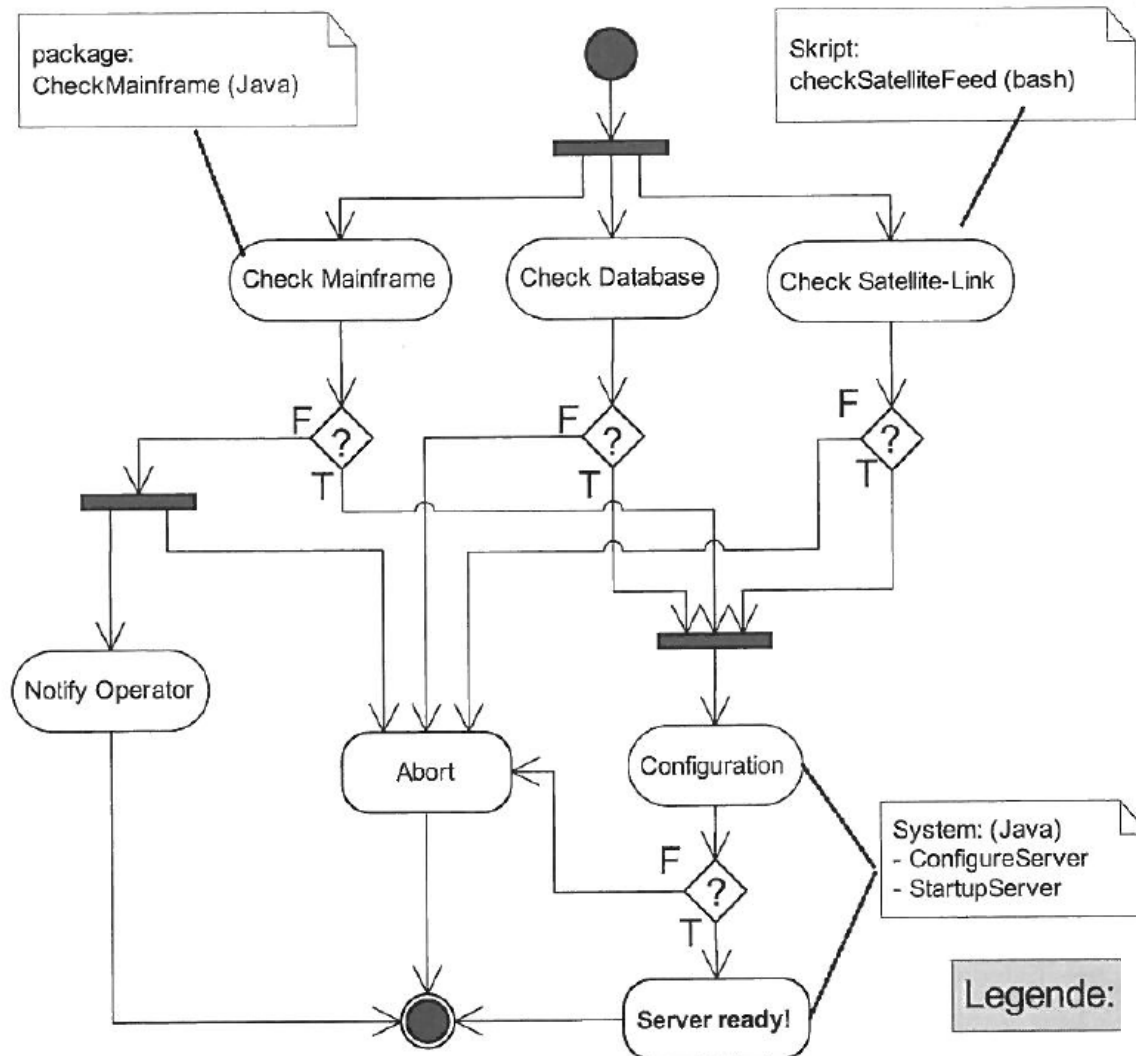 package:
CheckMainframe (Java)
Skript:
checkSatelliteFeed (bash)
Check Mainframe
Check Database
Check Satellite-Link
F
?
T
?
F
T
F
?
T
Notify Operator
Abort
Configuration
System: (Java)
- ConfigureServer
- StartupServer
F
?
T
Server ready!
Legende: